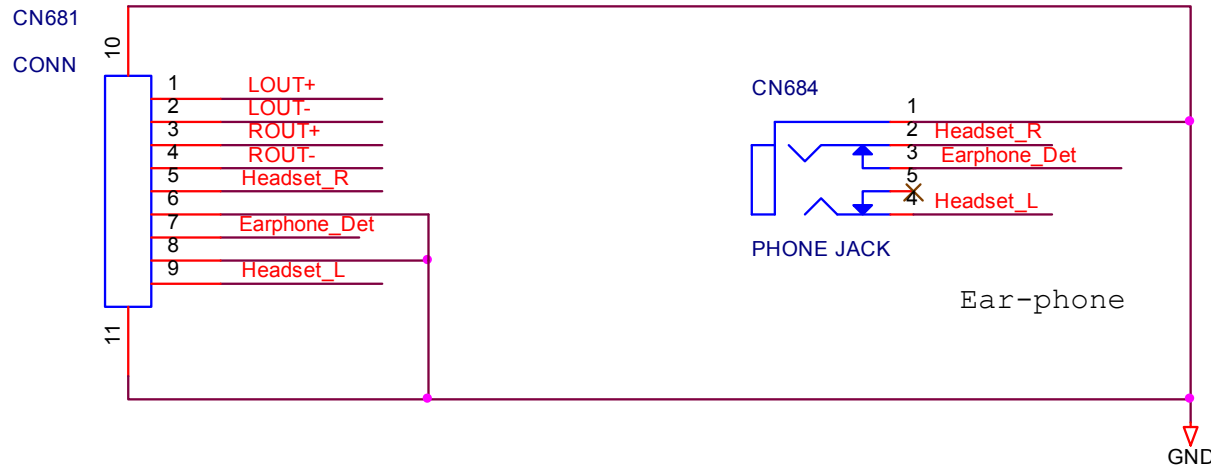 CN681
CONN
10
1
LOUT+
2
LOUT-
3
ROUT+
4
ROUT-
5
Headset_R
6
7
Earphone_Det
8
9
Headset_L
11
CN684
1
2
Headset_R
3
Earphone_Det
5
4
Headset_L
PHONE JACK
Ear-phone
GND